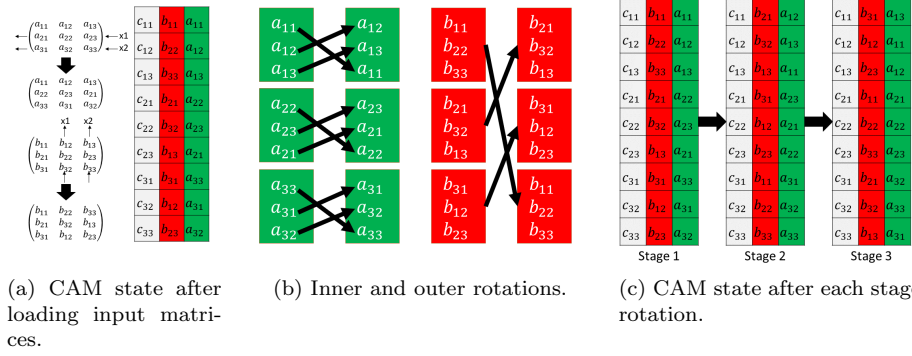 a₁₁ a₁₂ a₁₃
a₂₁ a₂₂ a₂₃ x1
a₃₁ a₃₂ a₃₃ x2
a₁₁ a₁₂ a₁₃
a₂₂ a₂₃ a₂₁
a₃₃ a₃₁ a₃₂
x1 x2
b₁₁ b₁₂ b₁₃
b₂₁ b₂₂ b₂₃
b₃₁ b₃₂ b₃₃
b₁₁ b₂₂ b₃₃
b₂₁ b₃₂ b₁₃
b₃₁ b₁₂ b₂₃
c₁₁ b₁₁ a₁₁
c₁₂ b₂₂ a₁₂
c₁₃ b₃₃ a₁₃
c₂₁ b₂₁ a₂₂
c₂₂ b₃₂ a₂₃
c₂₃ b₁₃ a₂₁
c₃₁ b₃₁ a₃₃
c₃₂ b₁₂ a₃₁
c₃₃ b₂₃ a₃₂
(a) CAM state after
loading input matri-
ces.
a₁₁ a₁₂
a₁₂ a₁₃
a₁₃ a₁₁
a₂₂ a₂₃
a₂₃ a₂₁
a₂₁ a₂₂
a₃₃ a₃₁
a₃₁ a₃₂
a₃₂ a₃₃
b₁₁ b₂₁
b₂₂ b₃₂
b₃₃ b₁₃
b₂₁ b₃₁
b₃₂ b₁₂
b₁₃ b₂₃
b₃₁ b₁₁
b₁₂ b₂₂
b₂₃ b₃₃
(b) Inner and outer rotations.
c₁₁ b₁₁ a₁₁
c₁₂ b₂₂ a₁₂
c₁₃ b₃₃ a₁₃
c₂₁ b₂₁ a₂₂
c₂₂ b₃₂ a₂₃
c₂₃ b₁₃ a₂₁
c₃₁ b₃₁ a₃₃
c₃₂ b₁₂ a₃₁
c₃₃ b₂₃ a₃₂
Stage 1
c₁₁ b₂₁ a₁₂
c₁₂ b₃₂ a₁₃
c₁₃ b₁₃ a₁₁
c₂₁ b₃₁ a₂₃
c₂₂ b₁₂ a₂₁
c₂₃ b₂₃ a₂₂
c₃₁ b₁₁ a₃₁
c₃₂ b₂₂ a₃₂
c₃₃ b₃₃ a₃₃
Stage 2
c₁₁ b₃₁ a₁₃
c₁₂ b₁₂ a₁₁
c₁₃ b₂₃ a₁₂
c₂₁ b₁₁ a₂₁
c₂₂ b₂₂ a₂₂
c₂₃ b₃₃ a₂₃
c₃₁ b₂₁ a₃₂
c₃₂ b₃₂ a₃₃
c₃₃ b₁₃ a₃₁
Stage 3
(c) CAM state after each stage
rotation.